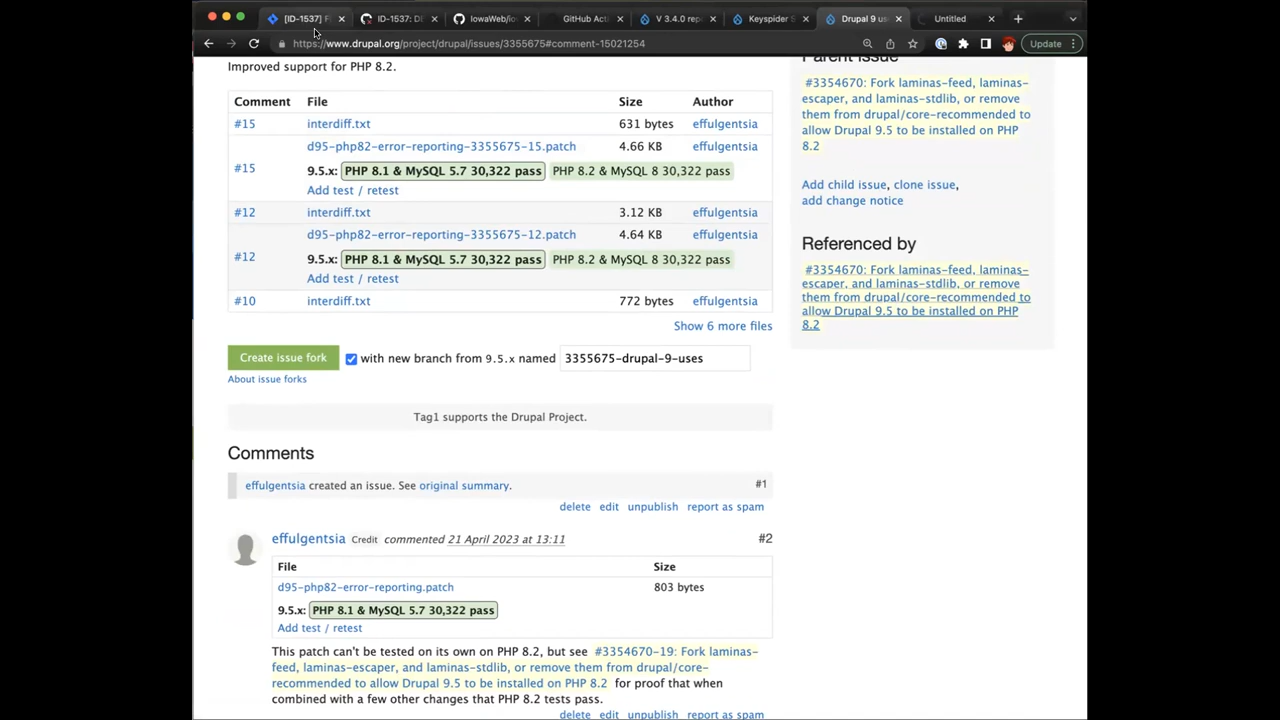 [ID-1537] F
ID-1537: DE
IowaWeb/io
GitHub Act
V 3.4.0 rep
Keyspider S
Drupal 9 us
Untitled
https://www.drupal.org/project/drupal/issues/3355675#comment-15021254
Update
Improved support for PHP 8.2.
Comment File Size Author
#15 interdiff.txt 631 bytes effulgentsia
d95-php82-error-reporting-3355675-15.patch 4.66 KB effulgentsia
#15 9.5.x: PHP 8.1 & MySQL 5.7 30,322 pass PHP 8.2 & MySQL 8 30,322 pass
Add test / retest
#12 interdiff.txt 3.12 KB effulgentsia
d95-php82-error-reporting-3355675-12.patch 4.64 KB effulgentsia
#12 9.5.x: PHP 8.1 & MySQL 5.7 30,322 pass PHP 8.2 & MySQL 8 30,322 pass
Add test / retest
#10 interdiff.txt 772 bytes effulgentsia
Show 6 more files
Create issue fork with new branch from 9.5.x named 3355675-drupal-9-uses
About issue forks
Tag1 supports the Drupal Project.
Comments
effulgentsia created an issue. See original summary. #1
delete edit unpublish report as spam
effulgentsia Credit commented 21 April 2023 at 13:11 #2
File Size
d95-php82-error-reporting.patch 803 bytes
9.5.x: PHP 8.1 & MySQL 5.7 30,322 pass
Add test / retest
This patch can't be tested on its own on PHP 8.2, but see #3354670-19: Fork laminas-
feed, laminas-escaper, and laminas-stdlib, or remove them from drupal/core-
recommended to allow Drupal 9.5 to be installed on PHP 8.2 for proof that when
combined with a few other changes that PHP 8.2 tests pass.
delete edit unpublish report as spam
Parent issue
#3354670: Fork laminas-feed, laminas-
escaper, and laminas-stdlib, or remove
them from drupal/core-recommended to
allow Drupal 9.5 to be installed on PHP
8.2
Add child issue, clone issue,
add change notice
Referenced by
#3354670: Fork laminas-feed, laminas-
escaper, and laminas-stdlib, or remove
them from drupal/core-recommended to
allow Drupal 9.5 to be installed on PHP
8.2